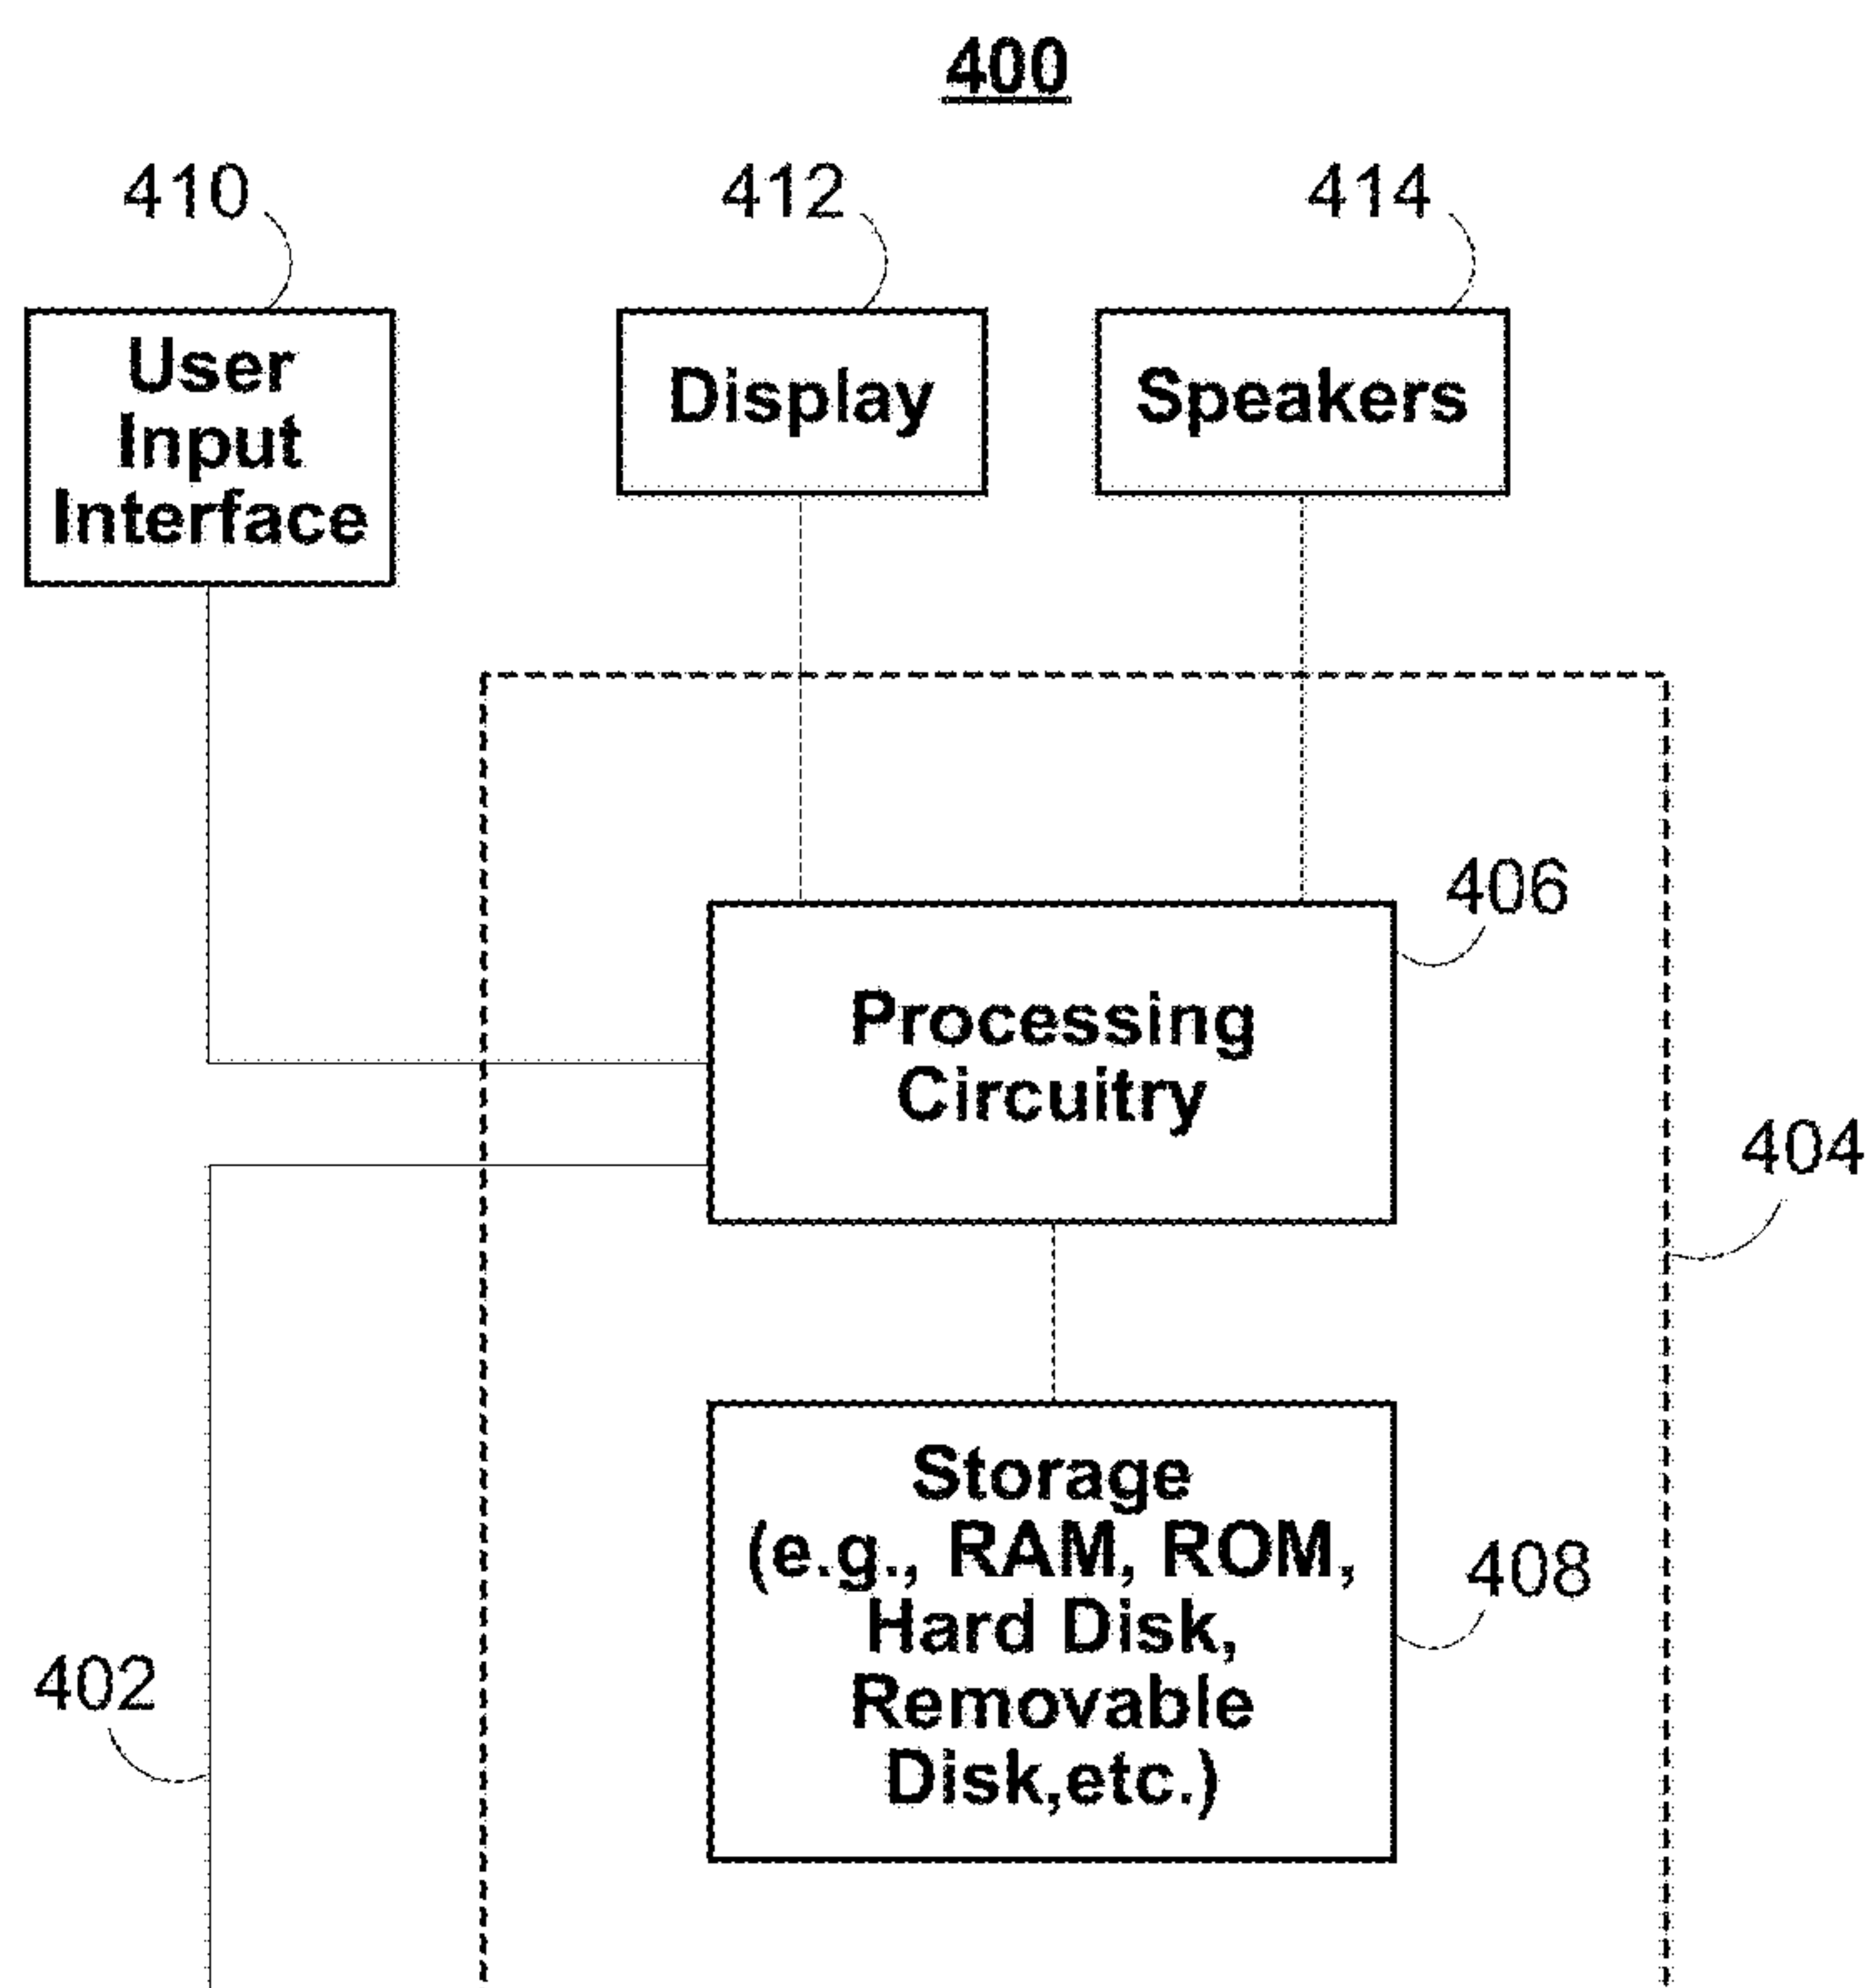 400
410
412
414
User
Input
Interface
Display
Speakers
406
Processing
Circuitry
404
Storage
(e.g., RAM, ROM,
Hard Disk,
Removable
Disk,etc.)
408
402